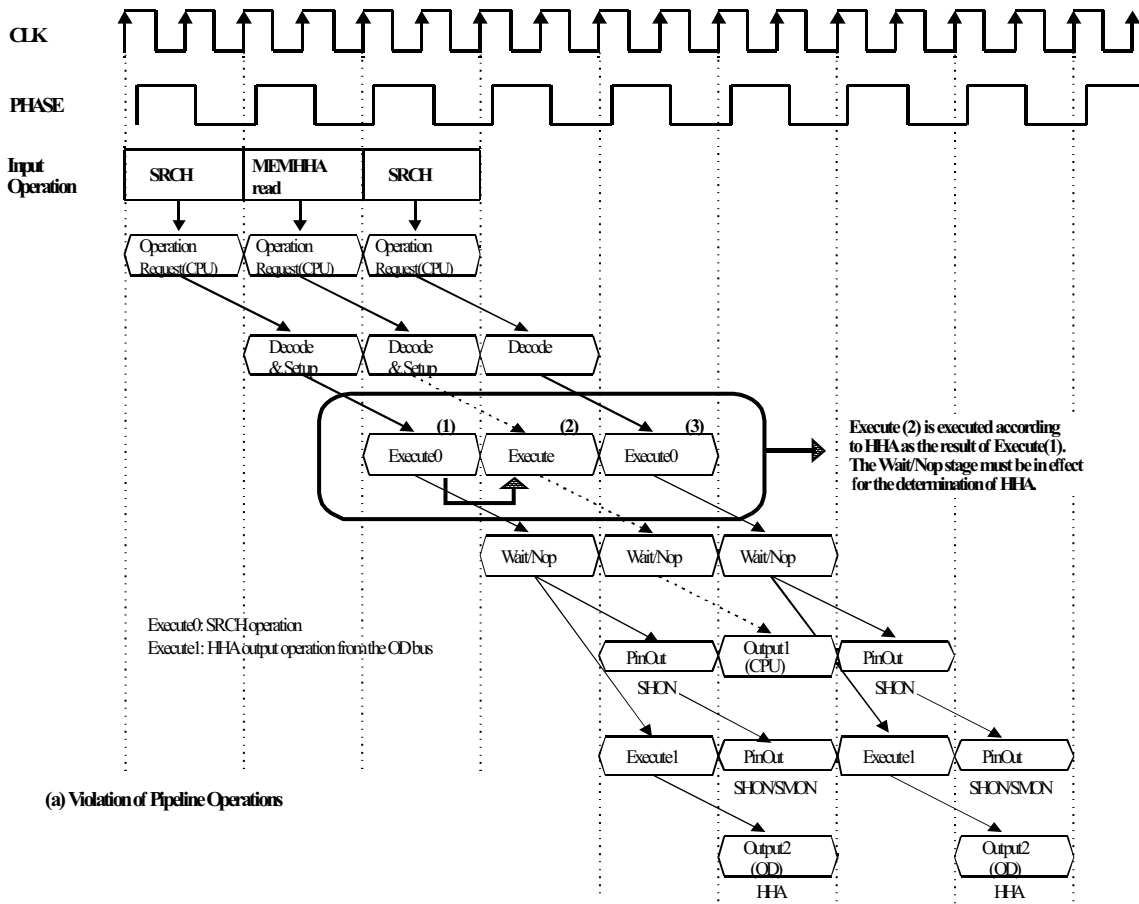 CLK
PHASE
Input
Operation
SRCH
MEMHHA
read
SRCH
Operation
Request(CPU)
Operation
Request(CPU)
Operation
Request(CPU)
Decode
& Setup
Decode
& Setup
Decode
(1)
(2)
(3)
Execute0
Execute
Execute0
Execute (2) is executed according
to HHA as the result of Execute(1).
The Wait/Nop stage must be in effect
for the determination of HHA.
Wait/Nop
Wait/Nop
Wait/Nop
Execute0: SRCH operation
Execute1: HHA output operation from the OD bus
PinOut
Output1
(CPU)
PinOut
SHON
SHON
Execute1
PinOut
Execute1
PinOut
SHON/SMON
SHON/SMON
(a) Violation of Pipeline Operations
Output2
(OD)
Output2
(OD)
HHA
HHA